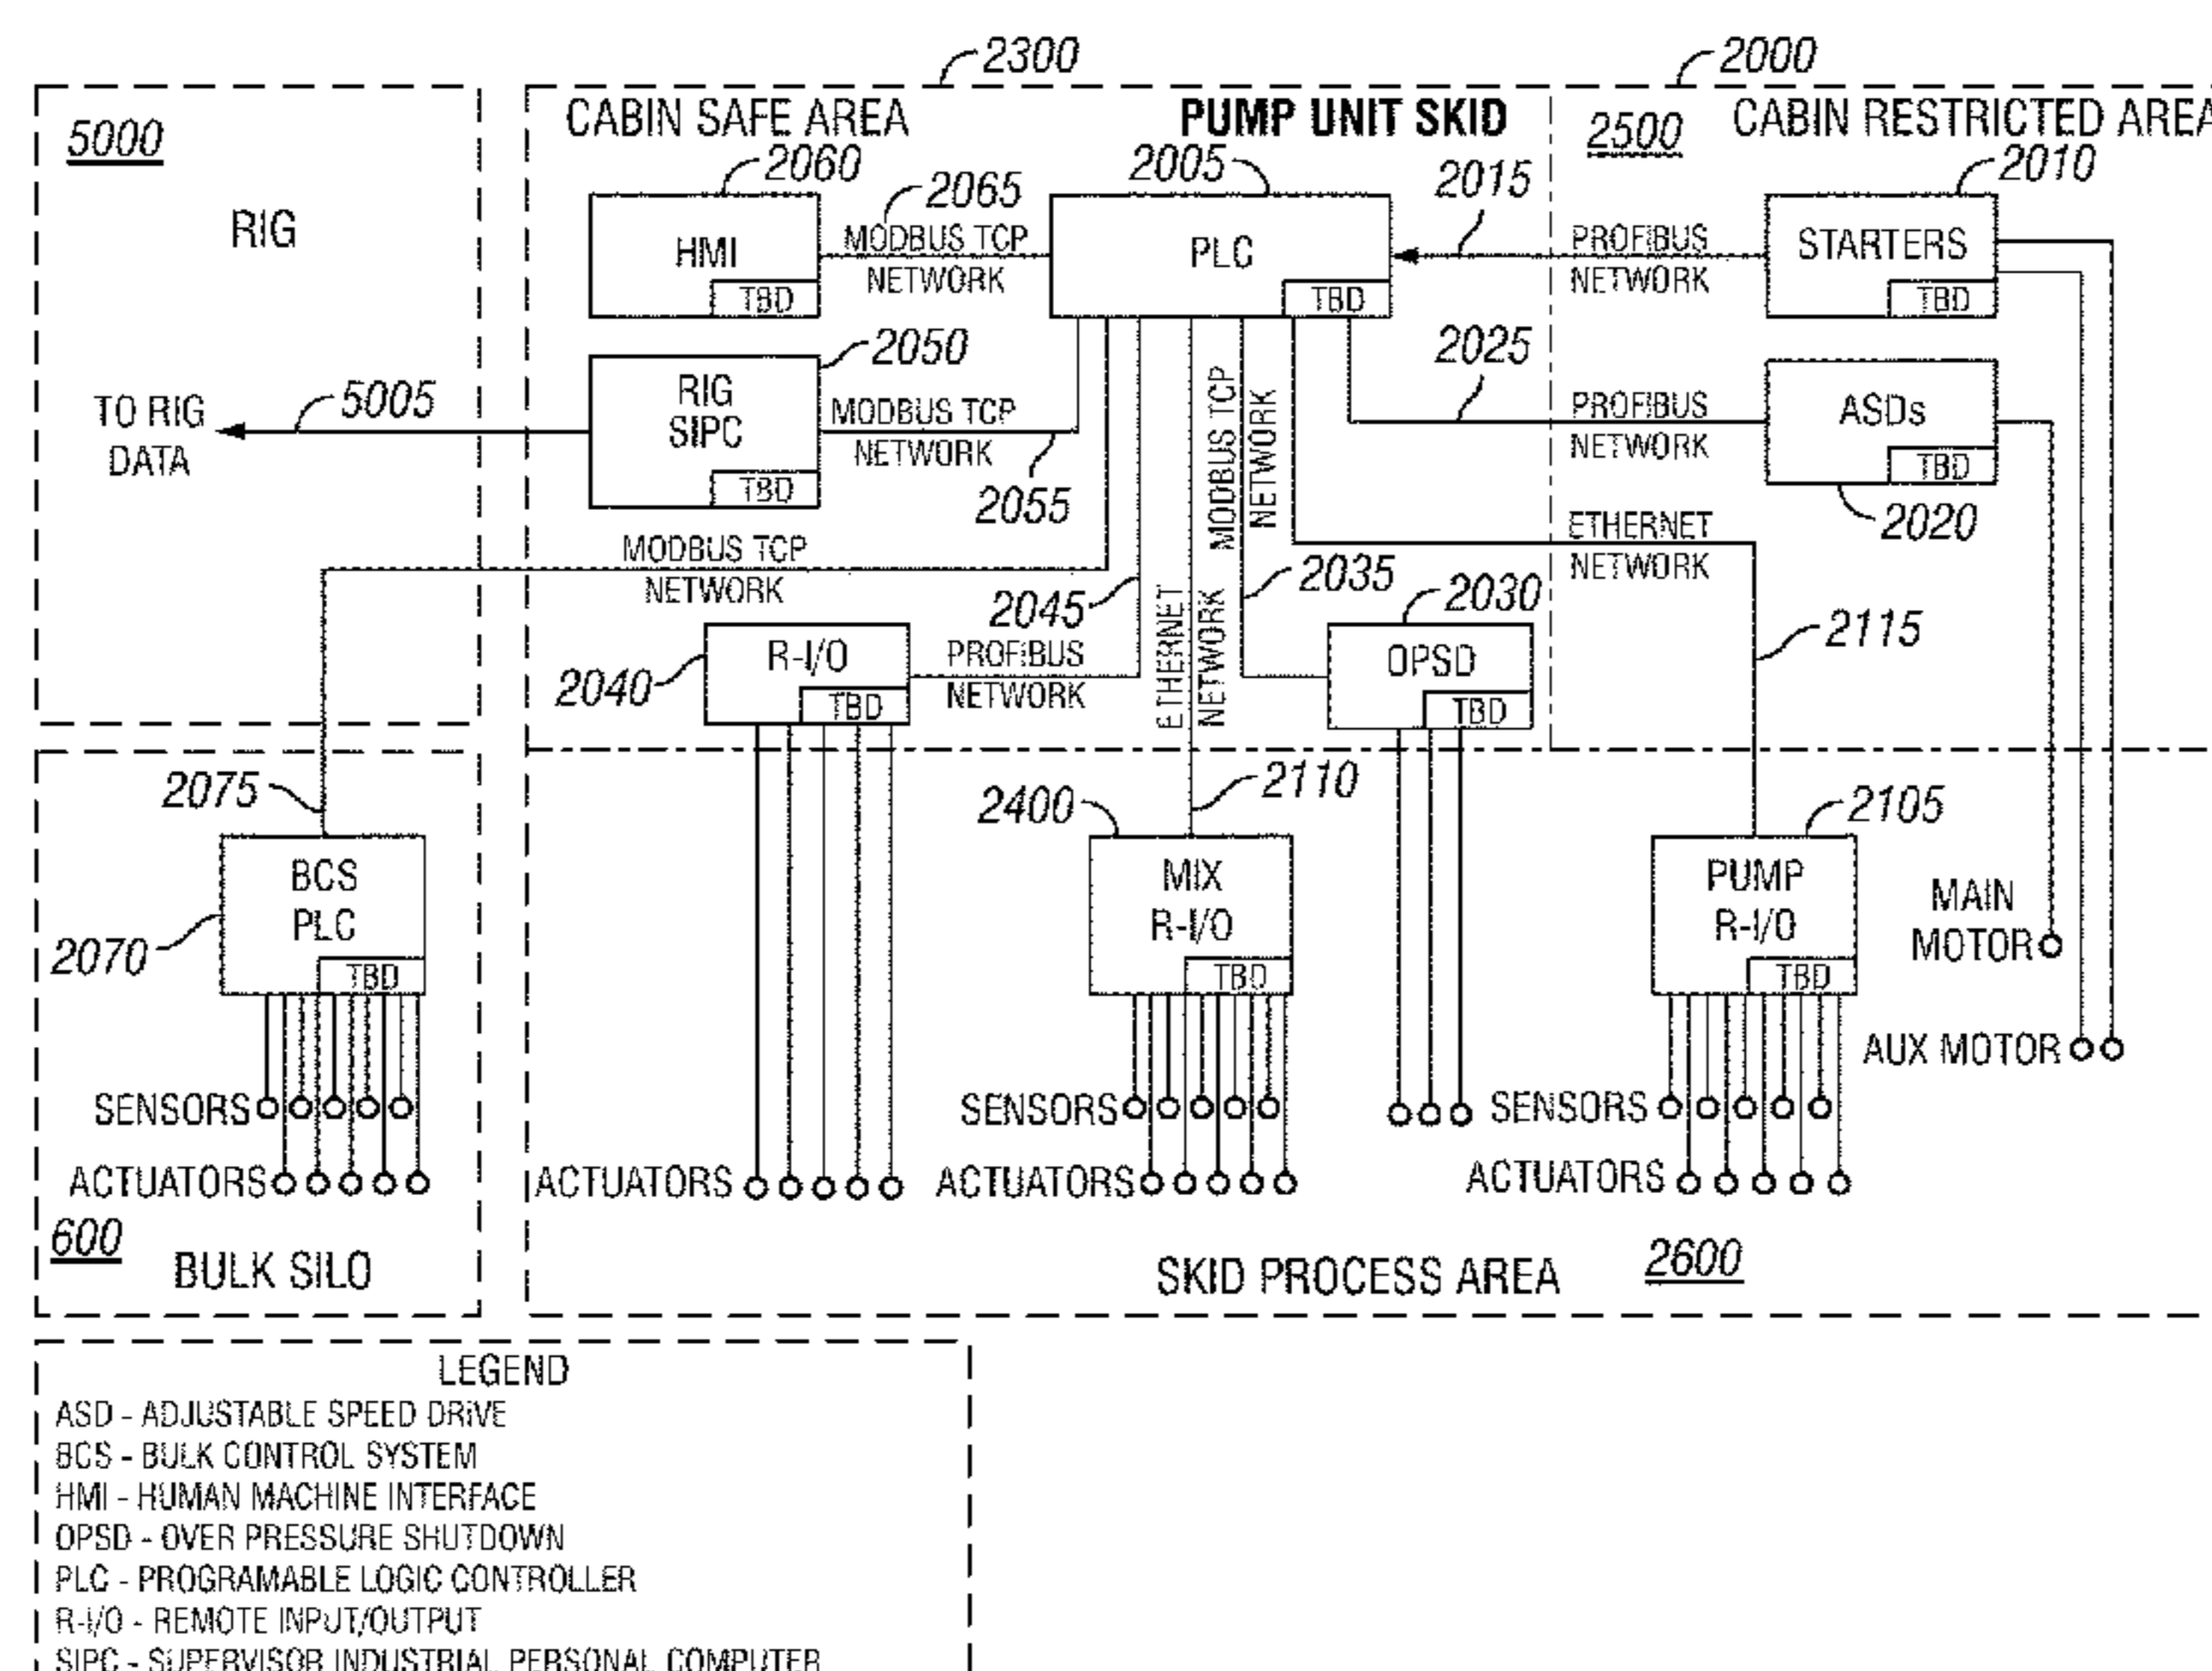 2300
2000
5000
CABIN SAFE AREA
PUMP UNIT SKID
2500
CABIN RESTRICTED AREA
2060
2005
2015
2010
2065
RIG
HMI
TBD
MODBUS TCP
NETWORK
PLC
TBD
PROFIBUS
NETWORK
STARTERS
TBD
2050
2025
TO RIG
DATA
5005
RIG
SIPC
TBD
MODBUS TCP
NETWORK
2055
MODBUS TCP
NETWORK
PROFIBUS
NETWORK
ASDs
TBD
2020
MODBUS TCP
NETWORK
ETHERNET
NETWORK
2045
ETHERNET
NETWORK
2035
2030
2115
2040
R-I/O
TBD
PROFIBUS
NETWORK
OPSD
TBD
2075
2400
2110
2105
BCS
PLC
TBD
2070
MIX
R-I/O
TBD
PUMP
R-I/O
TBD
MAIN
MOTOR
AUX MOTOR
SENSORS
SENSORS
SENSORS
ACTUATORS
ACTUATORS
ACTUATORS
ACTUATORS
600
BULK SILO
SKID PROCESS AREA
2600
LEGEND
ASD - ADJUSTABLE SPEED DRIVE
BCS - BULK CONTROL SYSTEM
HMI - HUMAN MACHINE INTERFACE
OPSD - OVER PRESSURE SHUTDOWN
PLC - PROGRAMABLE LOGIC CONTROLLER
R-I/O - REMOTE INPUT/OUTPUT
SIPC - SUPERVISOR INDUSTRIAL PERSONAL COMPUTER